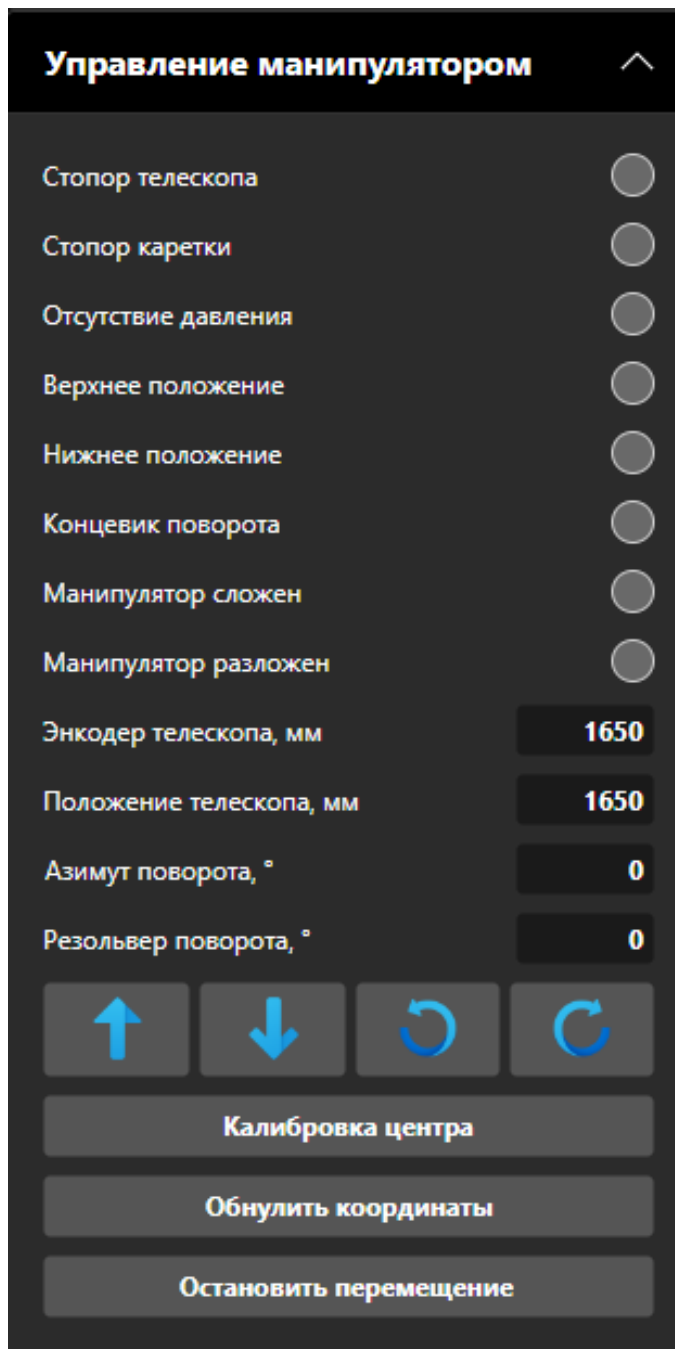 Управление манипулятором
Стопор телескопа
Стопор каретки
Отсутствие давления
Верхнее положение
Нижнее положение
Концевик поворота
Манипулятор сложен
Манипулятор разложен
Энкодер телескопа, мм 1650
Положение телескопа, мм 1650
Азимут поворота, ° 0
Резольвер поворота, ° 0
Калибровка центра
Обнулить координаты
Остановить перемещение